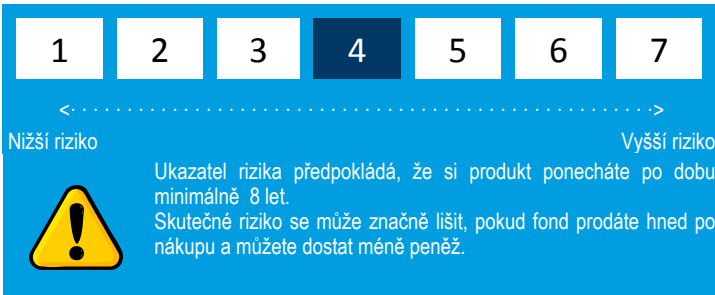 1 2 3 4 5 6 7
Nižší riziko Vyšší riziko
Ukazatel rizika předpokládá, že si produkt ponecháte po dobu
minimálně 8 let.
Skutečné riziko se může značně lišit, pokud fond prodáte hned po
nákupu a můžete dostat méně peněž.